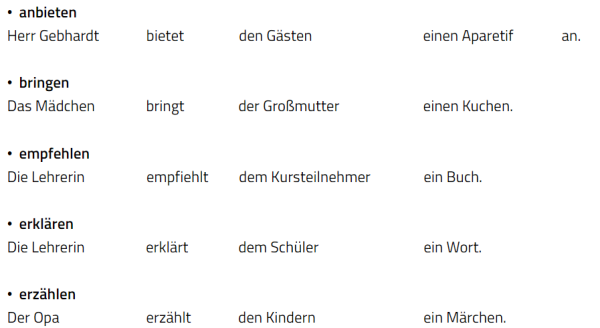 • anbieten
Herr Gebhardt bietet den Gästen einen Aparetif an.
• bringen
Das Mädchen bringt der Großmutter einen Kuchen.
• empfehlen
Die Lehrerin empfiehlt dem Kursteilnehmer ein Buch.
• erklären
Die Lehrerin erklärt dem Schüler ein Wort.
• erzählen
Der Opa erzählt den Kindern ein Märchen.